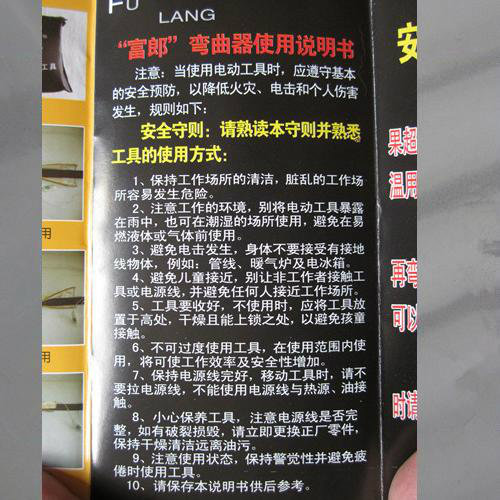 FU
LANG
“富郎”弯曲器使用说明书
注意：当使用电动工具时，应遵守基本
的安全预防，以降低火灾、电击和个人伤害
发生，规则如下：
安全守则：请熟读本守则并熟悉
工具的使用方式：
1、保持工作场所的清洁，脏乱的工作场
所容易发生危险。
2、注意工作的环境，别将电动工具暴露
在雨中，也可在潮湿的场所使用，避免在易
燃液体或气体前使用。
3、避免电击发生，身体不要接受有接地
线物体，例如：管线、暖气炉及电冰箱。
4、避免儿童接近，别让非工作者接触工
具或电源线，并避免任何人接近工作场所。
5、工具要收好，不使用时，应将工具放
置于高处，干燥且能上锁之处，以避免孩童
接触。
6、不可过度使用工具，在使用范围内使
用，将可使工作效率及安全性增加。
7、保持电源线完好，移动工具时，请不
要拉电源线，不能使用电源线与热源、油接
触。
8、小心保养工具，注意电源线是否完
整，如有破裂损毁，请立即更换正厂零件，
保持干燥清洁远离油污。
9、注意使用状态，保持警觉性并避免疲
倦时使用工具。
10、请保存本说明书供后参考。
工具
用
用
安
果超
温用
再弯
可以
时请